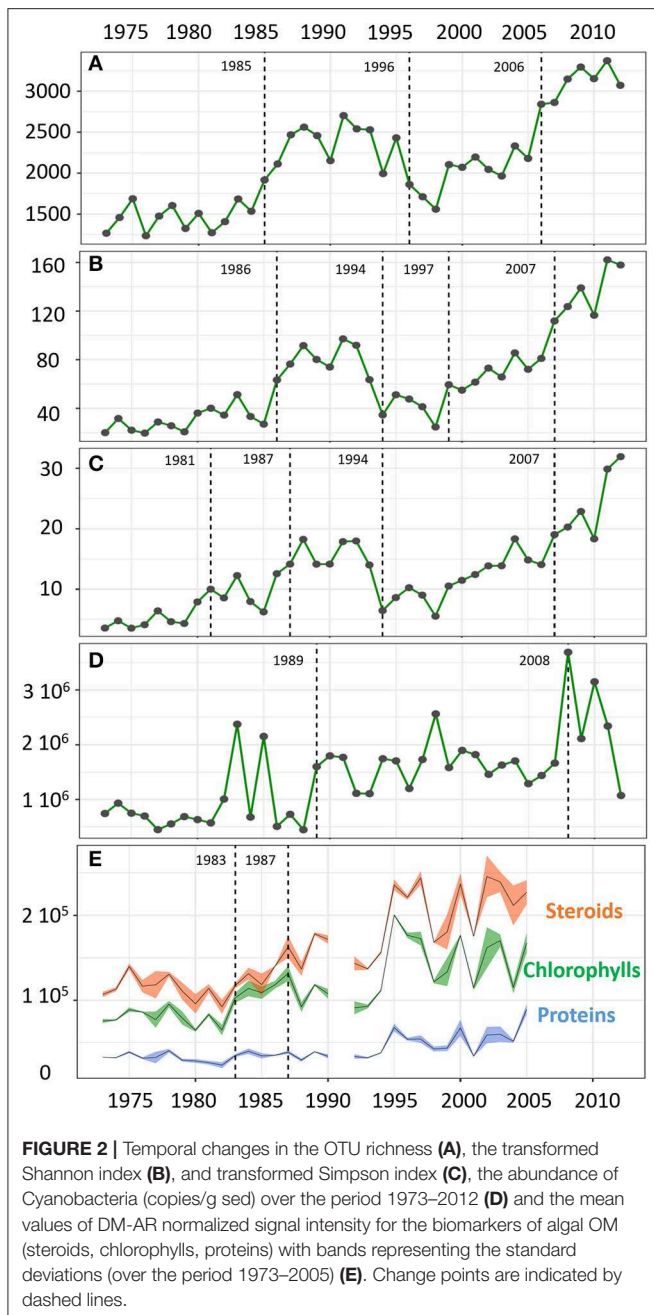 1975 1980 1985 1990 1995 2000 2005 2010
A
1985 1996 2006
3000
2500
2000
1500
B
1986 1994 1997 2007
160
120
80
40
C
1981 1987 1994 2007
30
20
10
D
1989 2008
3 10⁶
2 10⁶
1 10⁶
E
1983 1987
2 10⁵
1 10⁵
0
Steroids
Chlorophylls
Proteins
1975 1980 1985 1990 1995 2000 2005 2010
FIGURE 2 | Temporal changes in the OTU richness (A), the transformed
Shannon index (B), and transformed Simpson index (C), the abundance of
Cyanobacteria (copies/g sed) over the period 1973–2012 (D) and the mean
values of DM-AR normalized signal intensity for the biomarkers of algal OM
(steroids, chlorophylls, proteins) with bands representing the standard
deviations (over the period 1973–2005) (E). Change points are indicated by
dashed lines.